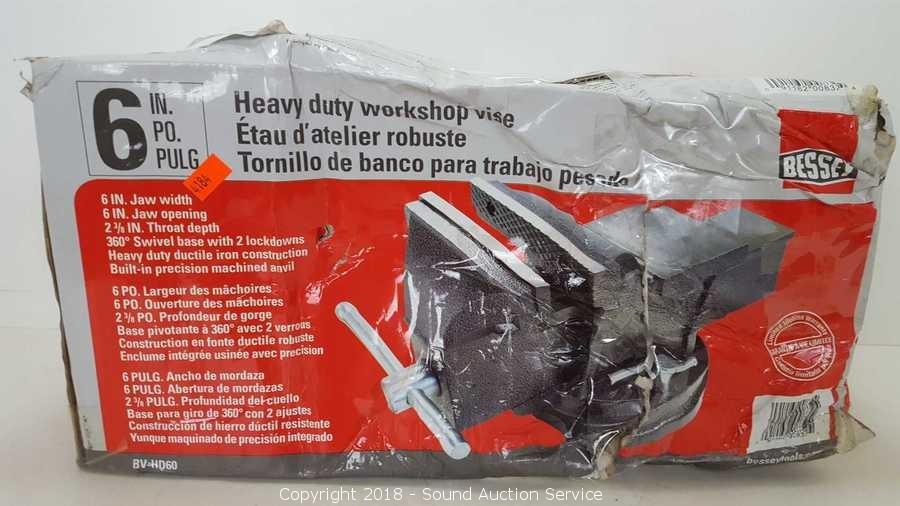 6
IN.
PO.
PULG
Heavy duty workshop vise
Étau d'atelier robuste
Tornillo de banco para trabajo pesado
4184
BESSEY
6 IN. Jaw width
6 IN. Jaw opening
2 3/8 IN. Throat depth
360° Swivel base with 2 lockdowns
Heavy duty ductile iron construction
Built-in precision machined anvil
6 PO. Largeur des mâchoires
6 PO. Ouverture des mâchoires
2 3/8 PO. Profondeur de gorge
Base pivotante à 360° avec 2 verrous
Construction en fonte ductile robuste
Enclume intégrée usinée avec precision
6 PULG. Ancho de mordaza
6 PULG. Abertura de mordazas
2 3/8 PULG. Profundidad del cuello
Base para giro de 360° con 2 ajustes
Construcción de hierro dúctil resistente
Yunque maquinado de precisión integrado
BV-HD60
Limited lifetime Warranty
besseytools.
Copyright 2018 - Sound Auction Service